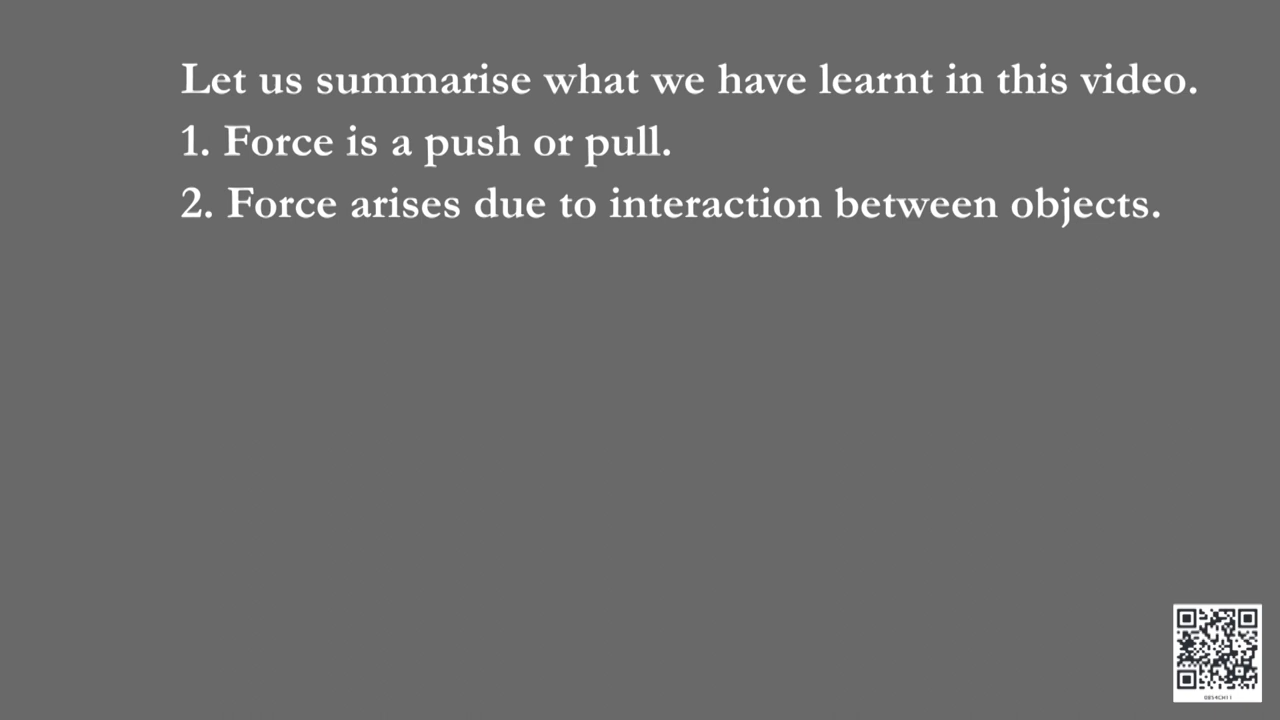 Let us summarise what we have learnt in this video.
1. Force is a push or pull.
2. Force arises due to interaction between objects.